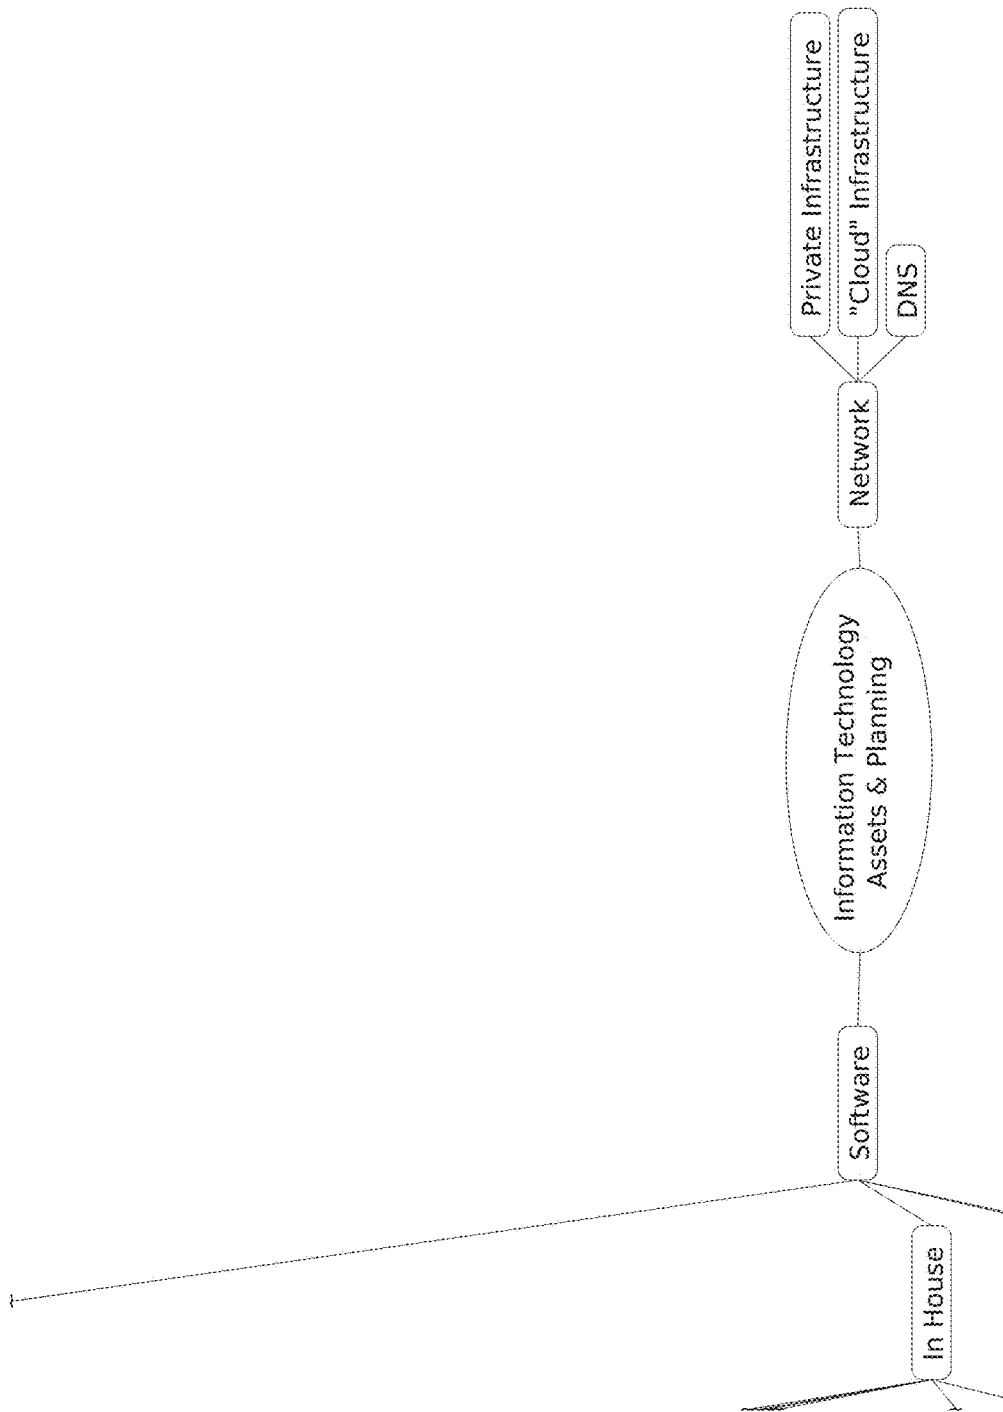 Private Infrastructure
"Cloud" Infrastructure
DNS
Network
Information Technology
Assets & Planning
Software
In House